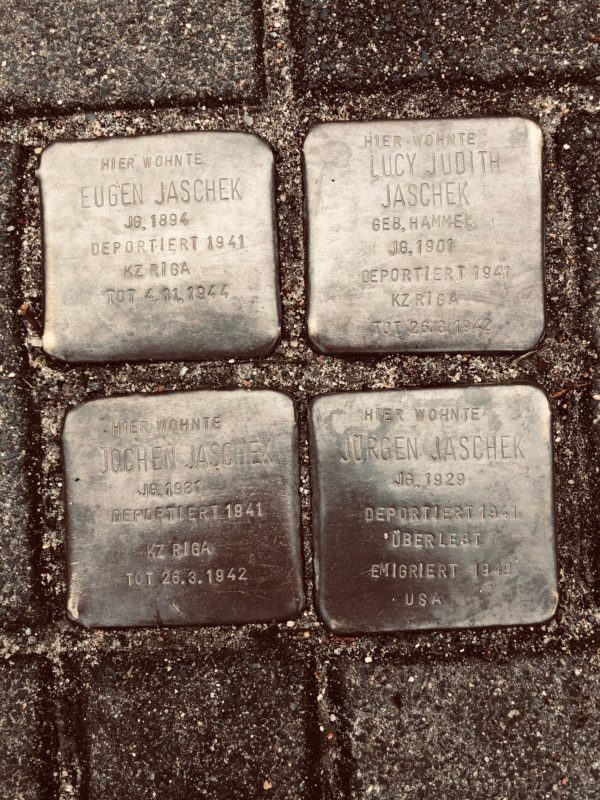 HIER WOHNTE
EUGEN JASCHEK
JG. 1894
DEPORTIERT 1941
KZ RIGA
TOT 4.11.1944
HIER WOHNTE
LUCY JUDITH
JASCHEK
GEB. HAMMEL
JG. 1901
DEPORTIERT 1941
KZ RIGA
TOT 26.3.1942
HIER WOHNTE
JOCHEN JASCHEK
JG. 1931
DEPORTIERT 1941
KZ RIGA
TOT 26.3.1942
HIER WOHNTE
JÜRGEN JASCHEK
JG. 1929
DEPORTIERT 1941
ÜBERLEBT
EMIGRIERT
USA